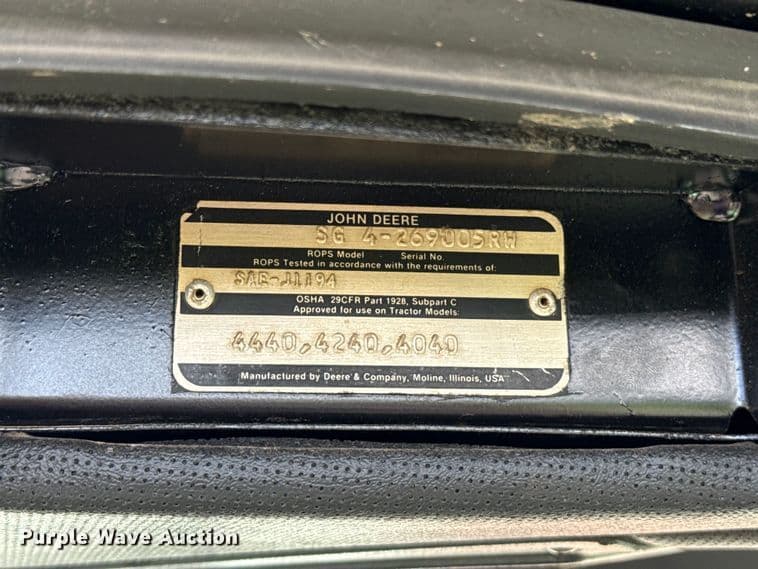 JOHN DEERE
SG 4-269005RW
ROPS Model Serial No.
ROPS Tested in accordance with the requirements of:
SAE-J1194
OSHA 29CFR Part 1928, Subpart C
Approved for use on Tractor Models:
4440,4240,4040
Manufactured by Deere & Company, Moline, Illinois, USA
Purple Wave Auction